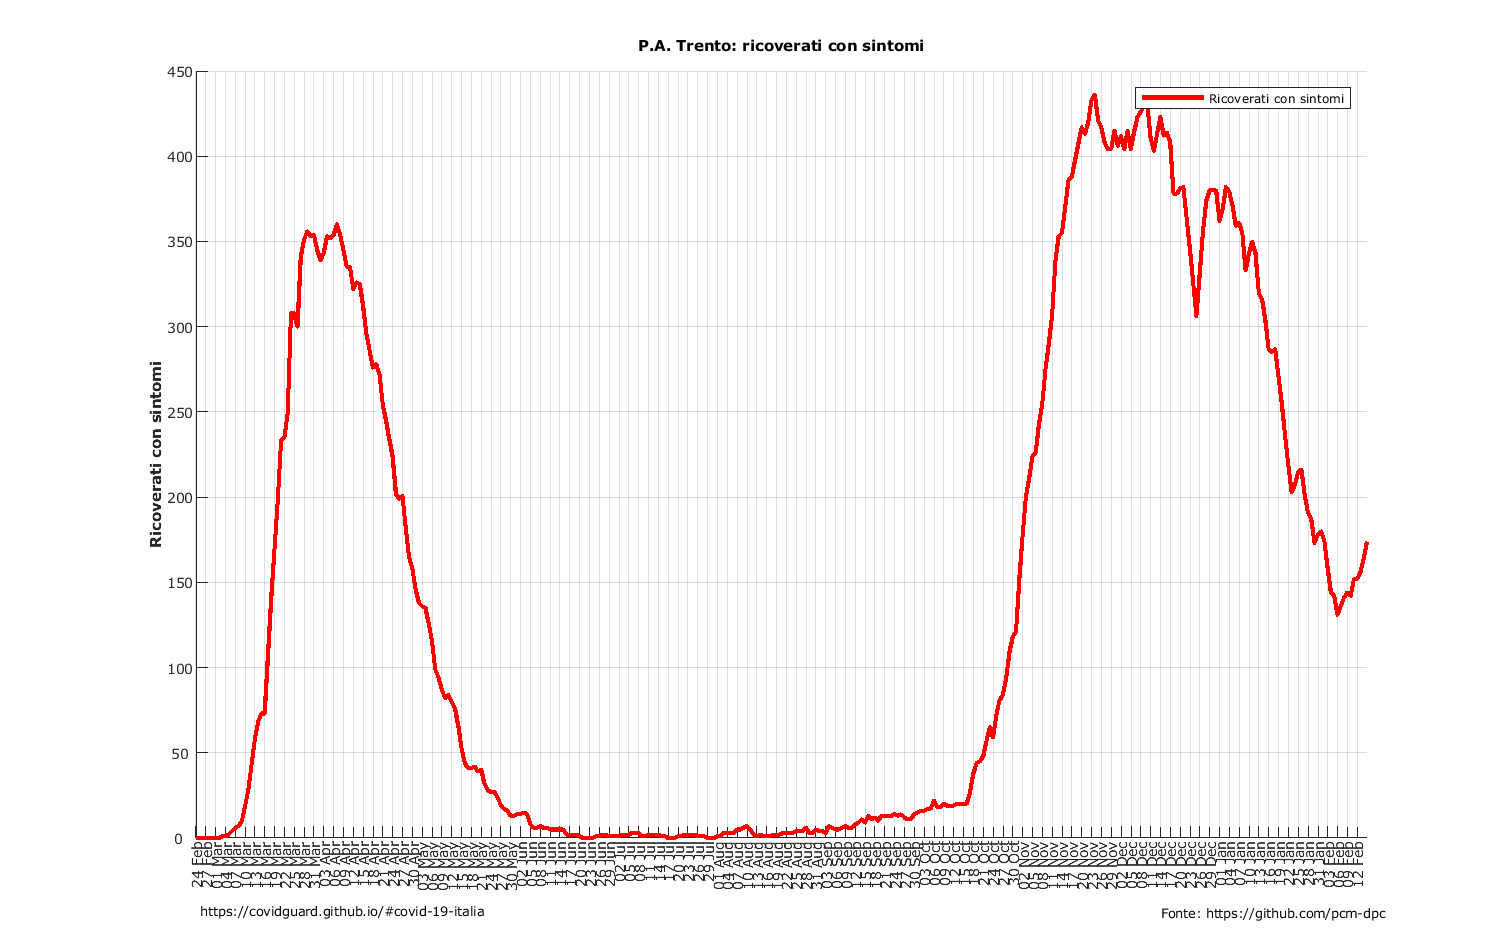 P.A. Trento: ricoverati con sintomi
450
400
350
300
250
200
150
100
50
0
Ricoverati con sintomi
Ricoverati con sintomi
24 Feb
27 Feb
01 Mar
04 Mar
07 Mar
10 Mar
13 Mar
16 Mar
19 Mar
22 Mar
25 Mar
28 Mar
31 Mar
03 Apr
06 Apr
09 Apr
12 Apr
15 Apr
18 Apr
21 Apr
24 Apr
27 Apr
30 Apr
03 May
06 May
09 May
12 May
15 May
18 May
21 May
24 May
27 May
30 May
02 Jun
05 Jun
08 Jun
11 Jun
14 Jun
17 Jun
20 Jun
23 Jun
26 Jun
29 Jun
02 Jul
05 Jul
08 Jul
11 Jul
14 Jul
17 Jul
20 Jul
23 Jul
26 Jul
29 Jul
01 Aug
04 Aug
07 Aug
10 Aug
13 Aug
16 Aug
19 Aug
22 Aug
25 Aug
28 Aug
31 Aug
03 Sep
06 Sep
09 Sep
12 Sep
15 Sep
18 Sep
21 Sep
24 Sep
27 Sep
30 Sep
03 Oct
06 Oct
09 Oct
12 Oct
15 Oct
18 Oct
21 Oct
24 Oct
27 Oct
30 Oct
02 Nov
05 Nov
08 Nov
11 Nov
14 Nov
17 Nov
20 Nov
23 Nov
26 Nov
29 Nov
02 Dec
05 Dec
08 Dec
11 Dec
14 Dec
17 Dec
20 Dec
23 Dec
26 Dec
29 Dec
01 Jan
04 Jan
07 Jan
10 Jan
13 Jan
16 Jan
19 Jan
22 Jan
25 Jan
28 Jan
31 Jan
03 Feb
06 Feb
09 Feb
12 Feb
https://covidguard.github.io/#covid-19-italia
Fonte: https://github.com/pcm-dpc